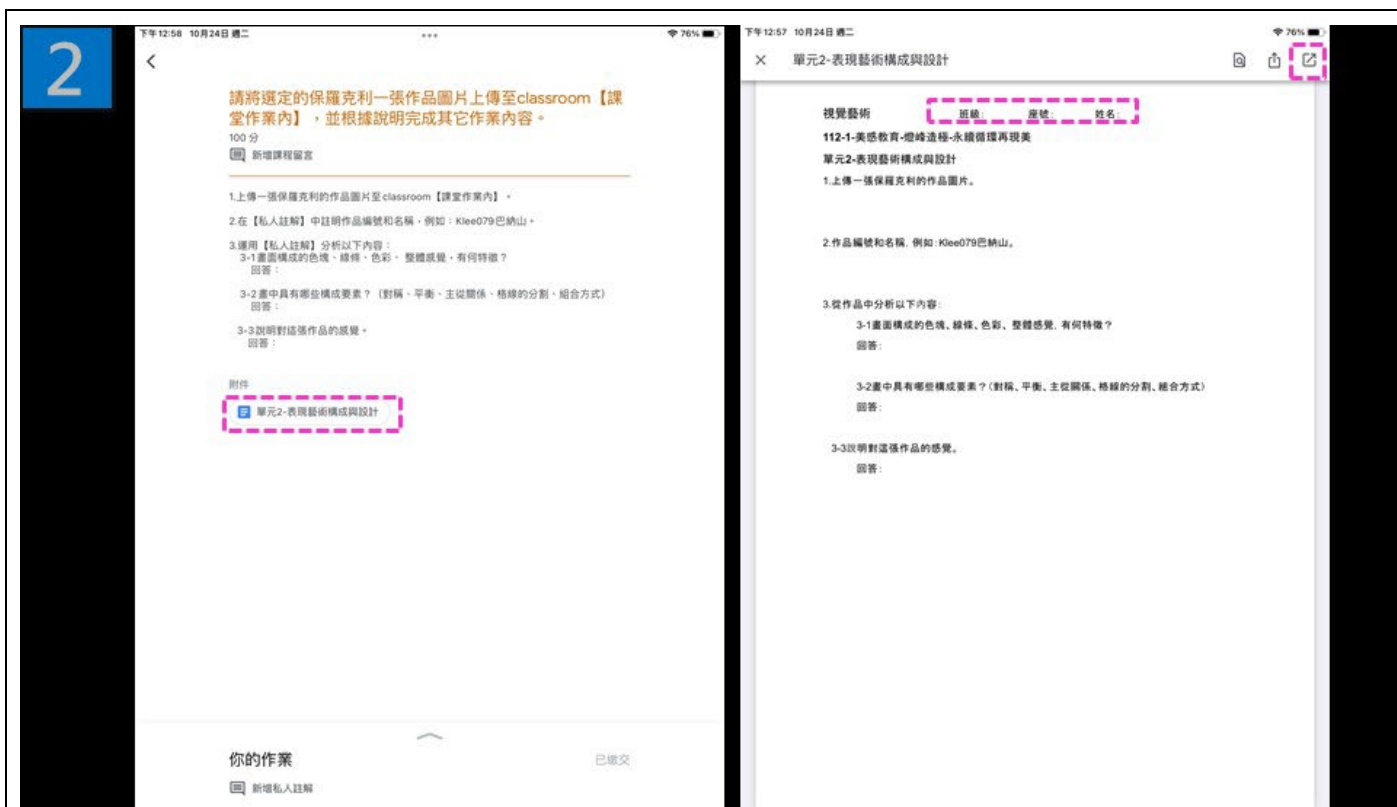 2
下午12:58 10月24日 週二
76%
請將選定的保羅克利一張作品圖片上傳至classroom【課
堂作業內】，並根據說明完成其它作業內容。
100 分
新增課程留言
1.上傳一張保羅克利的作品圖片至classroom【課堂作業內】。
2.在【私人註解】中註明作品編號和名稱，例如：Klee079巴納山。
3.運用【私人註解】分析以下內容：
3-1畫面構成的色塊、線條、色彩、 整體感覺，有何特徵？
回答：
3-2畫中具有哪些構成要素？（對稱、平衡、主從關係、格線的分割、組合方式）
回答：
3-3說明對這張作品的感覺。
回答：
附件
單元2-表現藝術構成與設計
你的作業
已繳交
新增私人註解
下午12:57 10月24日 週二
76%
單元2-表現藝術構成與設計
視覺藝術 班級: 座號: 姓名:
112-1-美感教育-燈峰造極-永續循環再現美
單元2-表現藝術構成與設計
1.上傳一張保羅克利的作品圖片。
2.作品編號和名稱, 例如:Klee079巴納山。
3.從作品中分析以下內容:
3-1畫面構成的色塊、線條、色彩、整體感覺, 有何特徵？
回答:
3-2畫中具有哪些構成要素？(對稱、平衡、主從關係、格線的分割、組合方式)
回答:
3-3說明對這張作品的感覺。
回答: